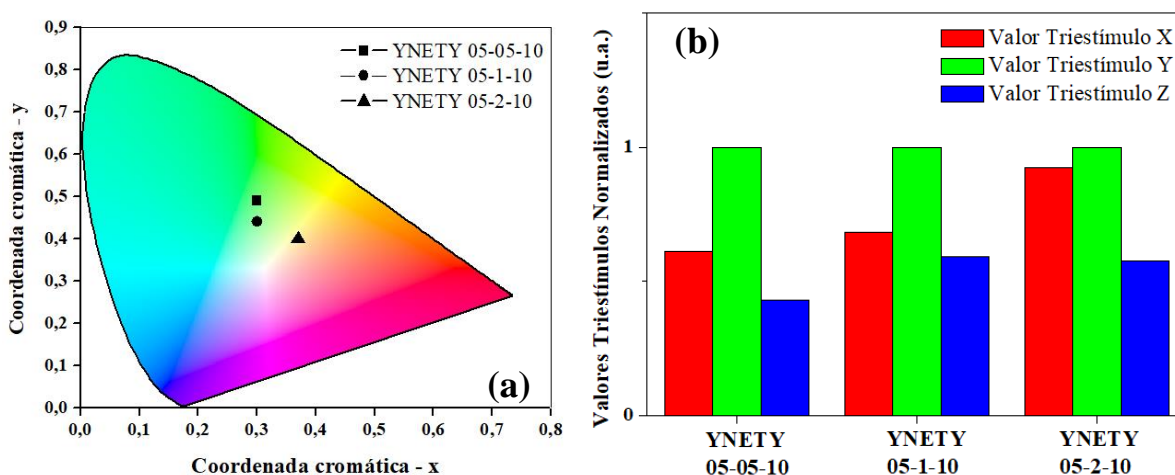 0,9
0,8
0,7
0,6
0,5
0,4
0,3
0,2
0,1
0,0
Coordenada cromática - y
YNETY 05-05-10
YNETY 05-1-10
YNETY 05-2-10
(a)
0,0 0,1 0,2 0,3 0,4 0,5 0,6 0,7 0,8
Coordenada cromática - x
(b)
Valor Triestímulo X
Valor Triestímulo Y
Valor Triestímulo Z
Valores Triestímulos Normalizados (u.a.)
1
0
YNETY YNETY YNETY
05-05-10 05-1-10 05-2-10